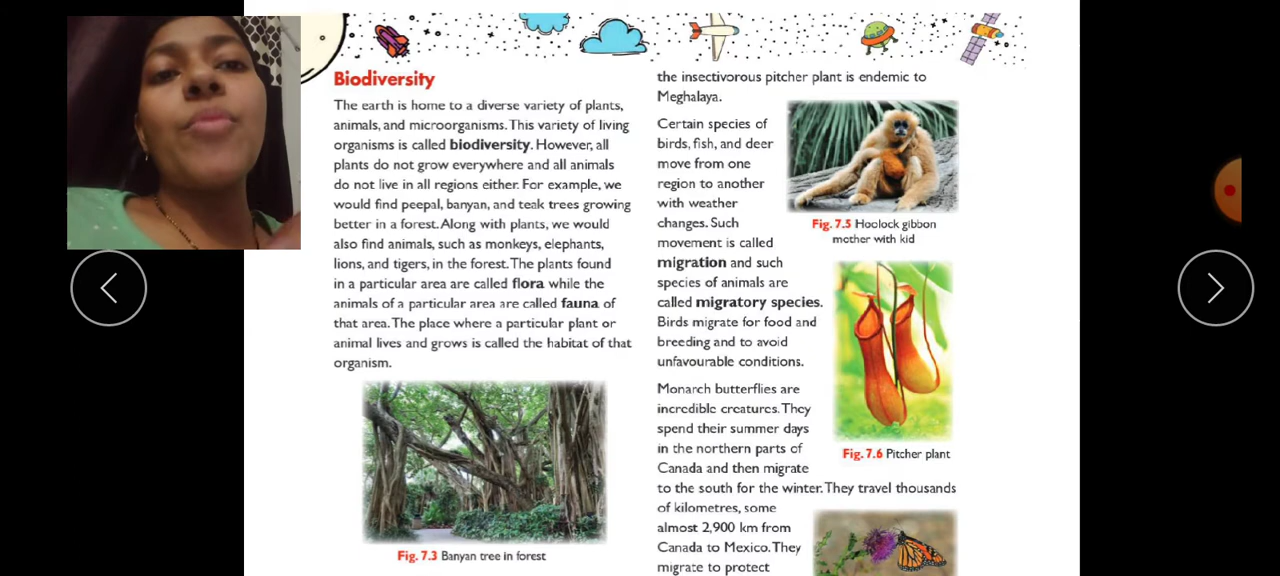 Biodiversity
The earth is home to a diverse variety of plants,
animals, and microorganisms. This variety of living
organisms is called biodiversity. However, all
plants do not grow everywhere and all animals
do not live in all regions either. For example, we
would find peepal, banyan, and teak trees growing
better in a forest. Along with plants, we would
also find animals, such as monkeys, elephants,
lions, and tigers, in the forest. The plants found
in a particular area are called flora while the
animals of a particular area are called fauna of
that area. The place where a particular plant or
animal lives and grows is called the habitat of that
organism.
Fig. 7.3 Banyan tree in forest
the insectivorous pitcher plant is endemic to
Meghalaya.
Certain species of
birds, fish, and deer
move from one
region to another
with weather
changes. Such
movement is called
migration and such
species of animals are
called migratory species.
Birds migrate for food and
breeding and to avoid
unfavourable conditions.
Fig. 7.5 Hoolock gibbon
mother with kid
Monarch butterflies are
incredible creatures. They
spend their summer days
in the northern parts of
Canada and then migrate
to the south for the winter. They travel thousands
of kilometres, some
almost 2,900 km from
Canada to Mexico. They
migrate to protect
Fig. 7.6 Pitcher plant